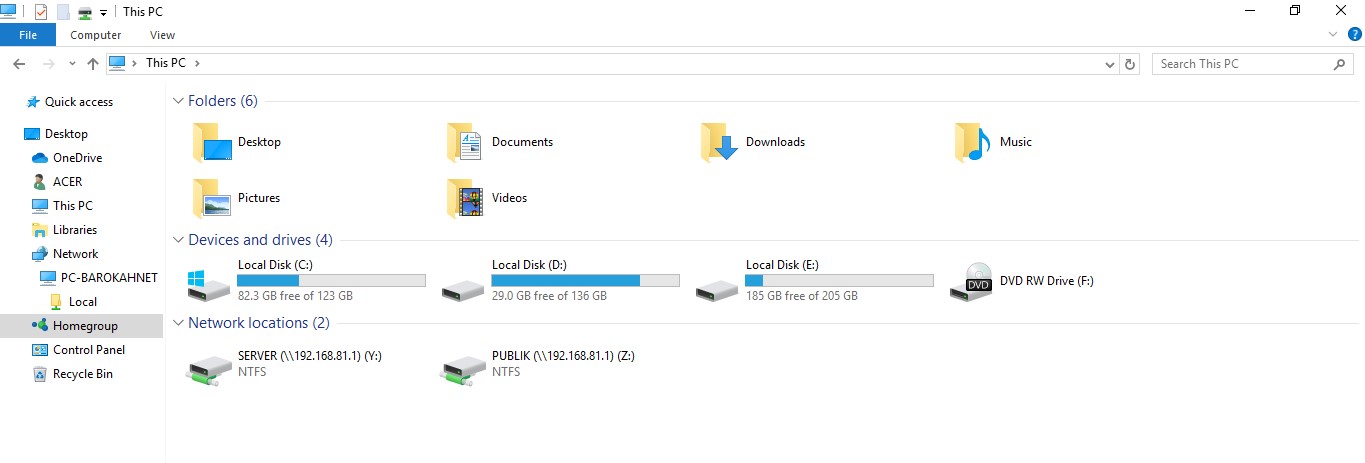 This PC
File Computer View
This PC
Search This PC
Quick access
Desktop
OneDrive
ACER
This PC
Libraries
Network
PC-BAROKAHNET
Local
Homegroup
Control Panel
Recycle Bin
Folders (6)
Desktop
Documents
Downloads
Music
Pictures
Videos
Devices and drives (4)
Local Disk (C:)
82.3 GB free of 123 GB
Local Disk (D:)
29.0 GB free of 136 GB
Local Disk (E:)
185 GB free of 205 GB
DVD
DVD RW Drive (F:)
Network locations (2)
SERVER (\\192.168.81.1) (Y:)
NTFS
PUBLIK (\\192.168.81.1) (Z:)
NTFS